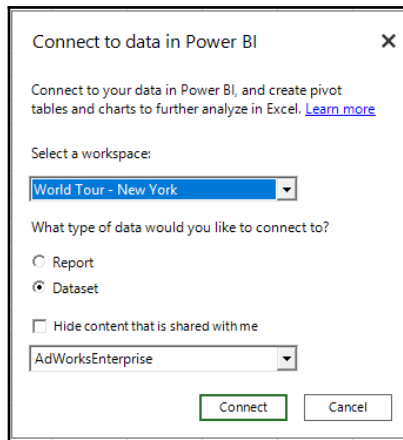 Connect to data in Power BI
Connect to your data in Power BI, and create pivot
tables and charts to further analyze in Excel. Learn more
Select a workspace:
World Tour - New York
What type of data would you like to connect to?
Report
Dataset
Hide content that is shared with me
AdWorksEnterprise
Connect Cancel